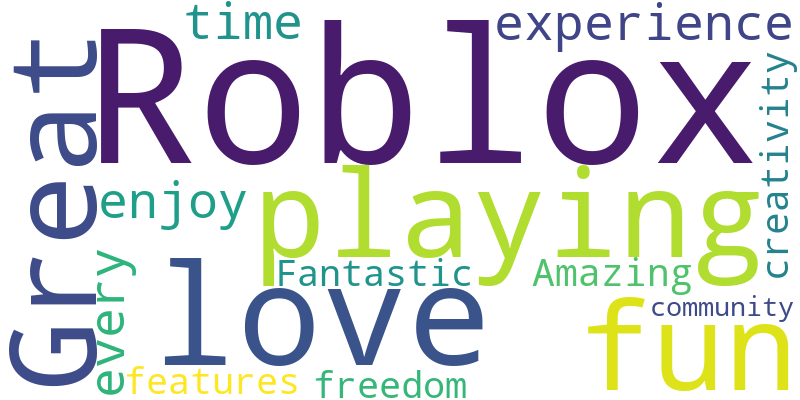 time
experience
Roblox
Great
creativity
enjoy
playing
every
Fantastic
Amazing
love
community
fun
features
freedom